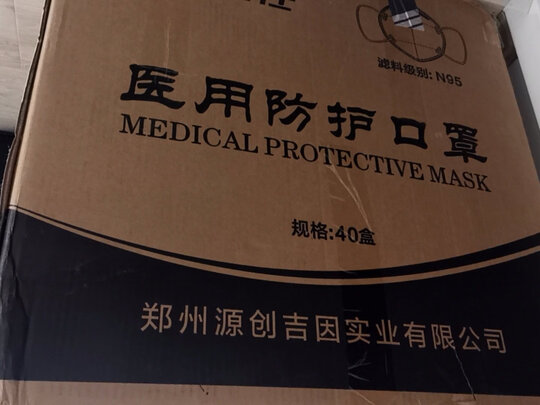 滤料级别: N95
医用防护口罩
MEDICAL PROTECTIVE MASK
规格:40盒
郑州源创吉因实业有限公司